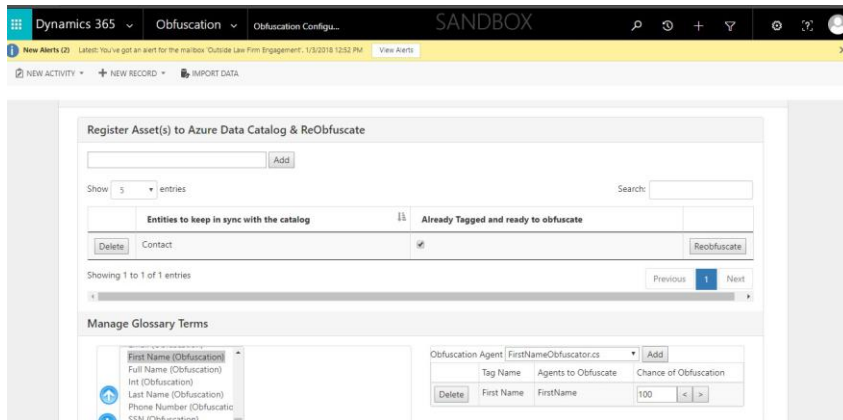 Dynamics 365 Obfuscation Obfuscation Configu... SANDBOX
New Alerts (2) Latest: You've got an alert for the mailbox 'Outside Law Firm Engagement'. 1/3/2018 12:52 PM View Alerts
NEW ACTIVITY NEW RECORD IMPORT DATA
Register Asset(s) to Azure Data Catalog & ReObfuscate
Add
Show 5 entries Search:
Entities to keep in sync with the catalog Already Tagged and ready to obfuscate
Delete Contact Reobfuscate
Showing 1 to 1 of 1 entries Previous 1 Next
Manage Glossary Terms
First Name (Obfuscation)
Full Name (Obfuscation)
Int (Obfuscation)
Last Name (Obfuscation)
Phone Number (Obfuscatio
Obfuscation Agent FirstNameObfuscator.cs Add
Tag Name Agents to Obfuscate Chance of Obfuscation
Delete First Name FirstName 100 < >